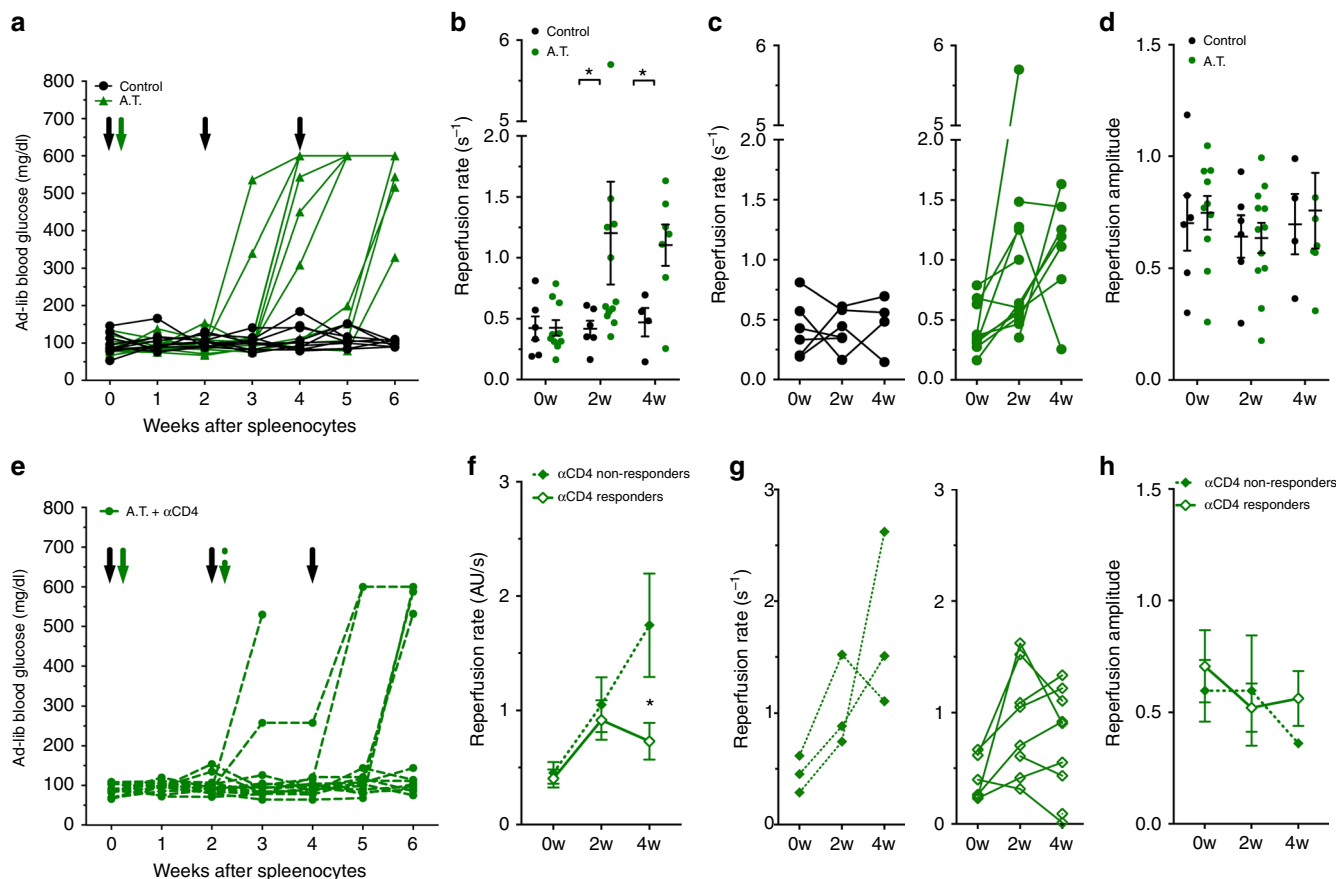 a
Control
A.T.
Ad-lib blood glucose (mg/dl)
800
700
600
500
400
300
200
100
0
0 1 2 3 4 5 6
Weeks after spleenocytes
b
Control
A.T.
Reperfusion rate (s⁻¹)
6
5
2.0
1.5
1.0
0.5
0.0
* *
0w 2w 4w
c
Reperfusion rate (s⁻¹)
6
5
2.0
1.5
1.0
0.5
0.0
0w 2w 4w
6
5
2.0
1.5
1.0
0.5
0.0
0w 2w 4w
d
Control
A.T.
Reperfusion amplitude
1.5
1.0
0.5
0.0
0w 2w 4w
e
A.T. + αCD4
Ad-lib blood glucose (mg/dl)
800
700
600
500
400
300
200
100
0
0 1 2 3 4 5 6
Weeks after spleenocytes
f
αCD4 non-responders
αCD4 responders
Reperfusion rate (AU/s)
3
2
1
0
*
0w 2w 4w
g
Reperfusion rate (s⁻¹)
3
2
1
0
0w 2w 4w
3
2
1
0
0w 2w 4w
h
αCD4 non-responders
αCD4 responders
Reperfusion amplitude
1.5
1.0
0.5
0.0
0w 2w 4w